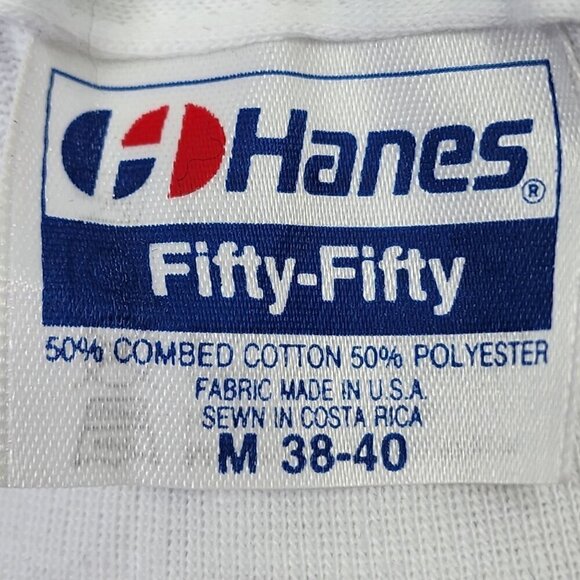 Hanes®
Fifty-Fifty
50% COMBED COTTON 50% POLYESTER
FABRIC MADE IN U.S.A.
SEWN IN COSTA RICA
M 38-40